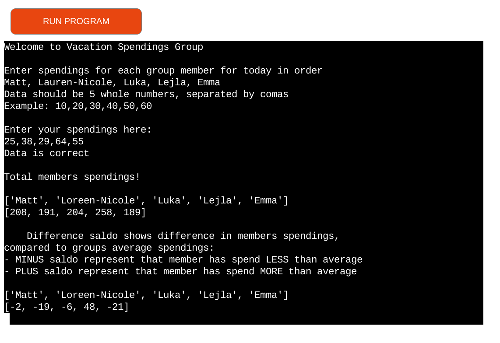 RUN PROGRAM
Welcome to Vacation Spendings Group
Enter spendings for each group member for today in order
Matt, Lauren-Nicole, Luka, Lejla, Emma
Data should be 5 whole numbers, separated by comas
Example: 10,20,30,40,50,60
Enter your spendings here:
25,38,29,64,55
Data is correct
Total members spendings!
['Matt', 'Loreen-Nicole', 'Luka', 'Lejla', 'Emma']
[208, 191, 204, 258, 189]
Difference saldo shows difference in members spendings,
compared to groups average spendings:
- MINUS saldo represent that member has spend LESS than average
- PLUS saldo represent that member has spend MORE than average
['Matt', 'Loreen-Nicole', 'Luka', 'Lejla', 'Emma']
[-2, -19, -6, 48, -21]